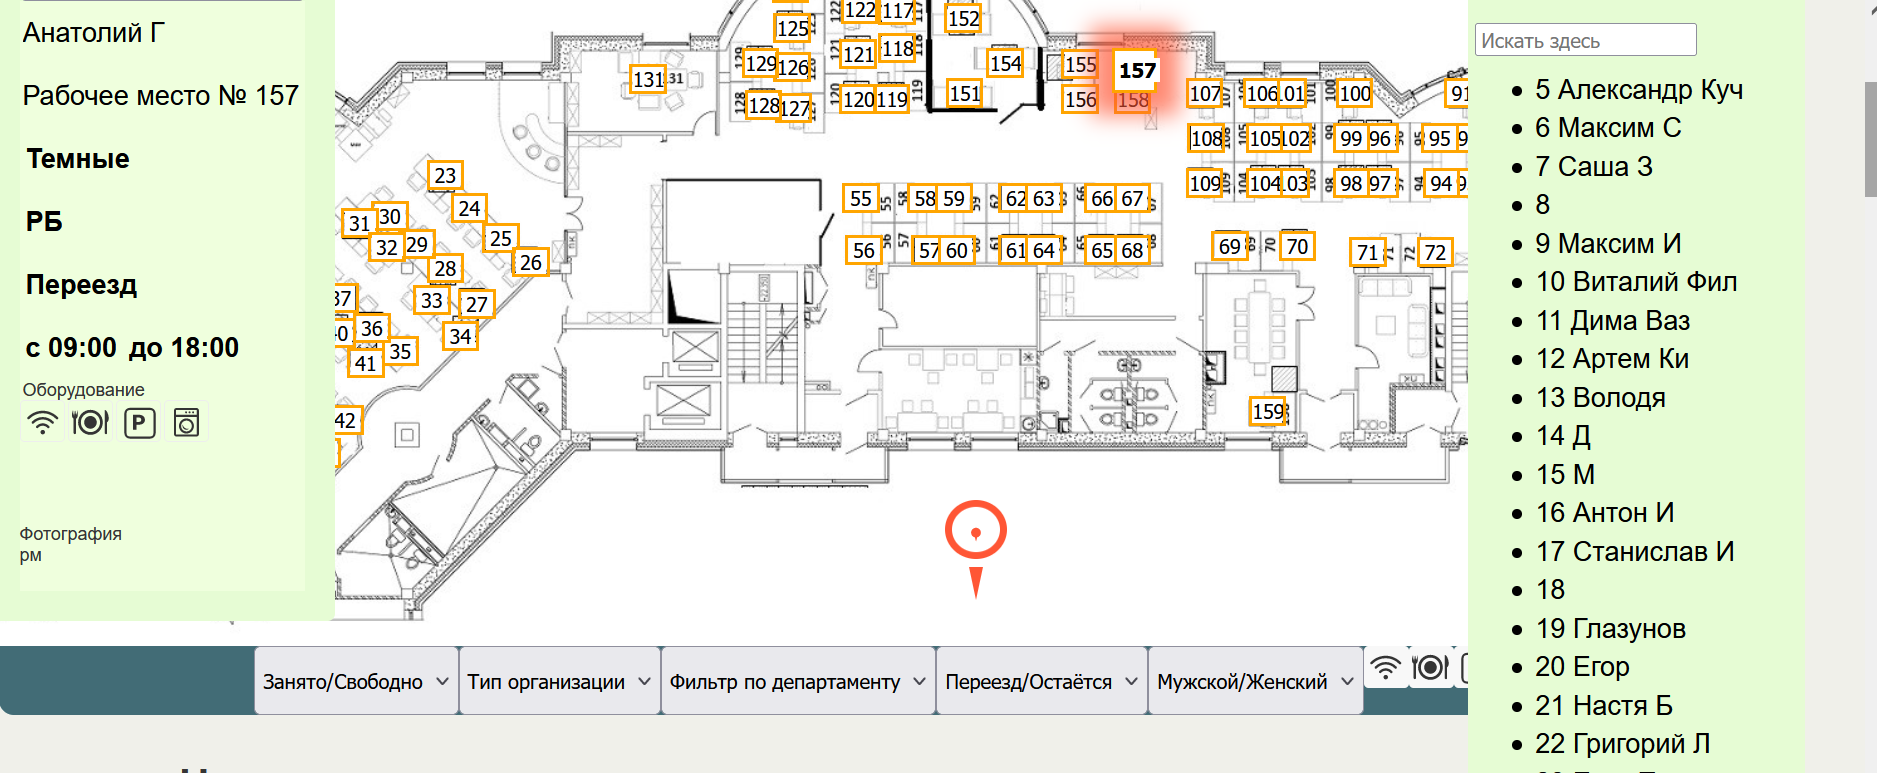 Анатолий Г
Рабочее место № 157
Темные
РБ
Переезд
с 09:00 до 18:00
Оборудование
P
Фотография
рм
122 117
152
125
121 118
129 126
131
154
155
157
128 127
120 119
151
156
158
107
106 101
100
91
108
105 102
99 96
95
109
104 103
98 97
94
23
24
31 30
32 29
25
26
28
33
27
37
36
34
40
35
41
42
55
58 59
62 63
66 67
56
57 60
61 64
65 68
69
70
71
72
159
Занято/Свободно
Тип организации
Фильтр по департаменту
Переезд/Остаётся
Мужской/Женский
Искать здесь
5 Александр Куч
6 Максим С
7 Саша З
8
9 Максим И
10 Виталий Фил
11 Дима Ваз
12 Артем Ки
13 Володя
14 Д
15 М
16 Антон И
17 Станислав И
18
19 Глазунов
20 Егор
21 Настя Б
22 Григорий Л